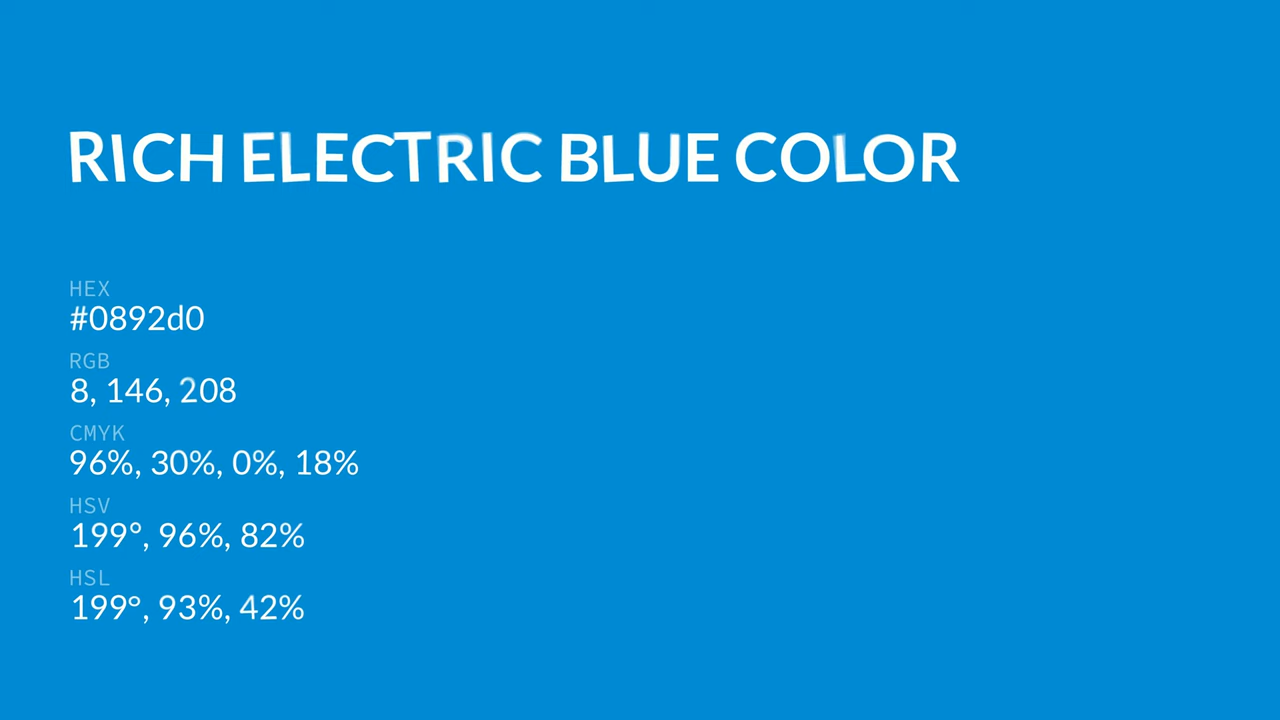 RICH ELECTRIC BLUE COLOR
HEX
#0892d0
RGB
8, 146, 208
CMYK
96%, 30%, 0%, 18%
HSV
199°, 96%, 82%
HSL
199°, 93%, 42%